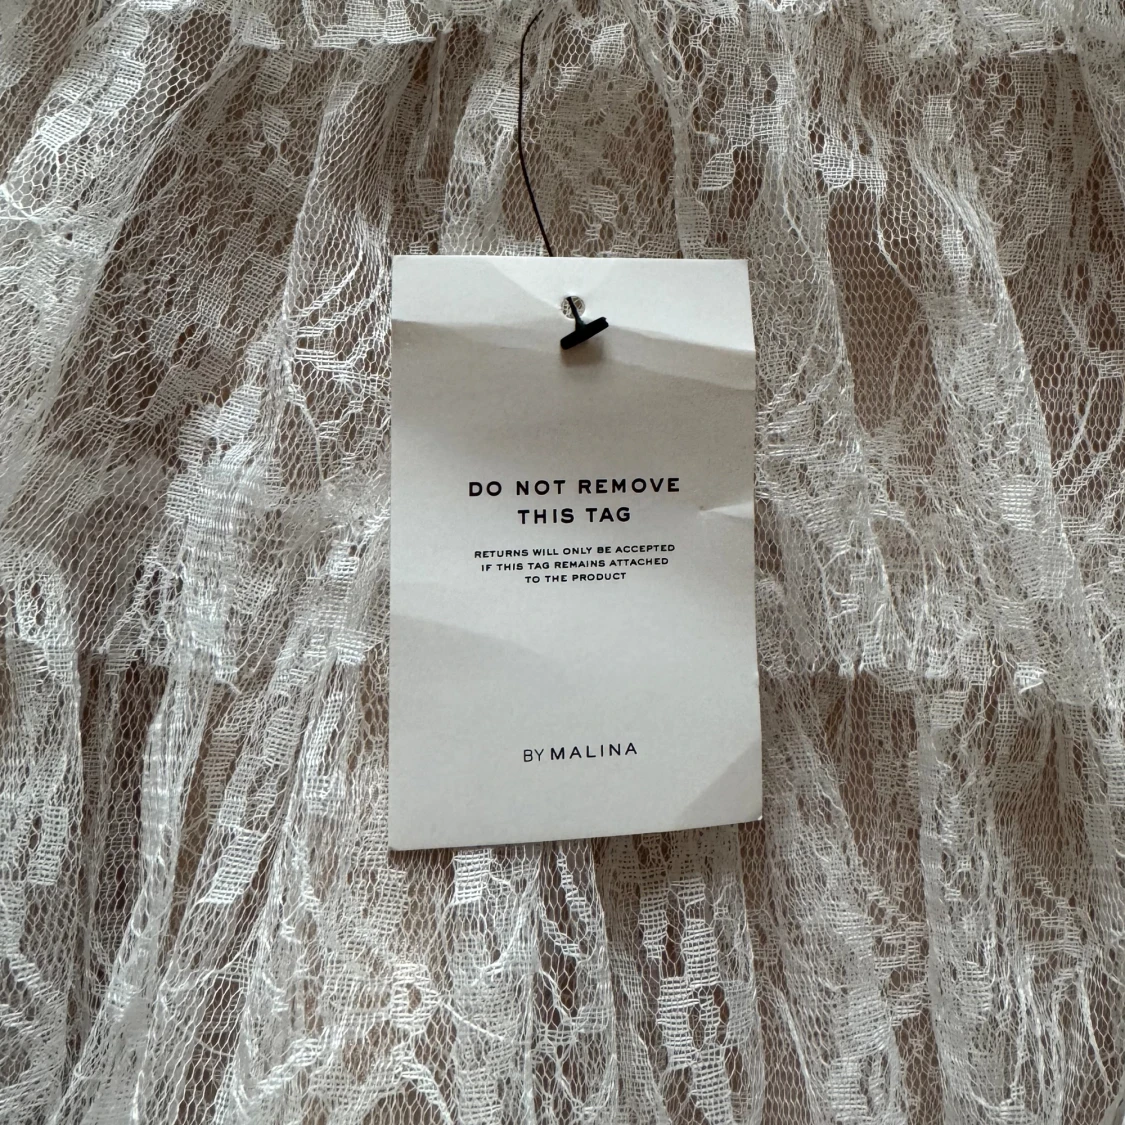 DO NOT REMOVE
THIS TAG
RETURNS WILL ONLY BE ACCEPTED
IF THIS TAG REMAINS ATTACHED
TO THE PRODUCT
BY MALINA